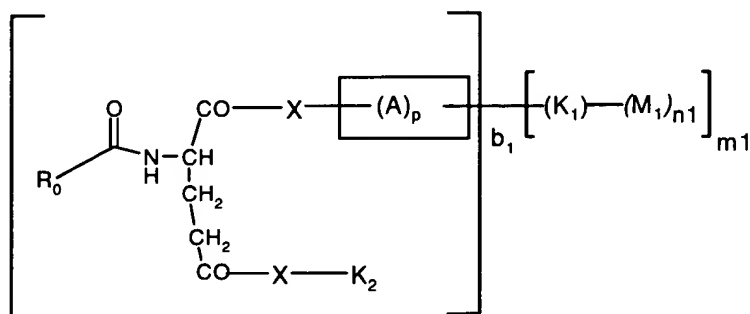 O
CO X (A)p b1 (K1) (M1)n1 m1
R0 N H CH
CH2
CH2
CO X K2